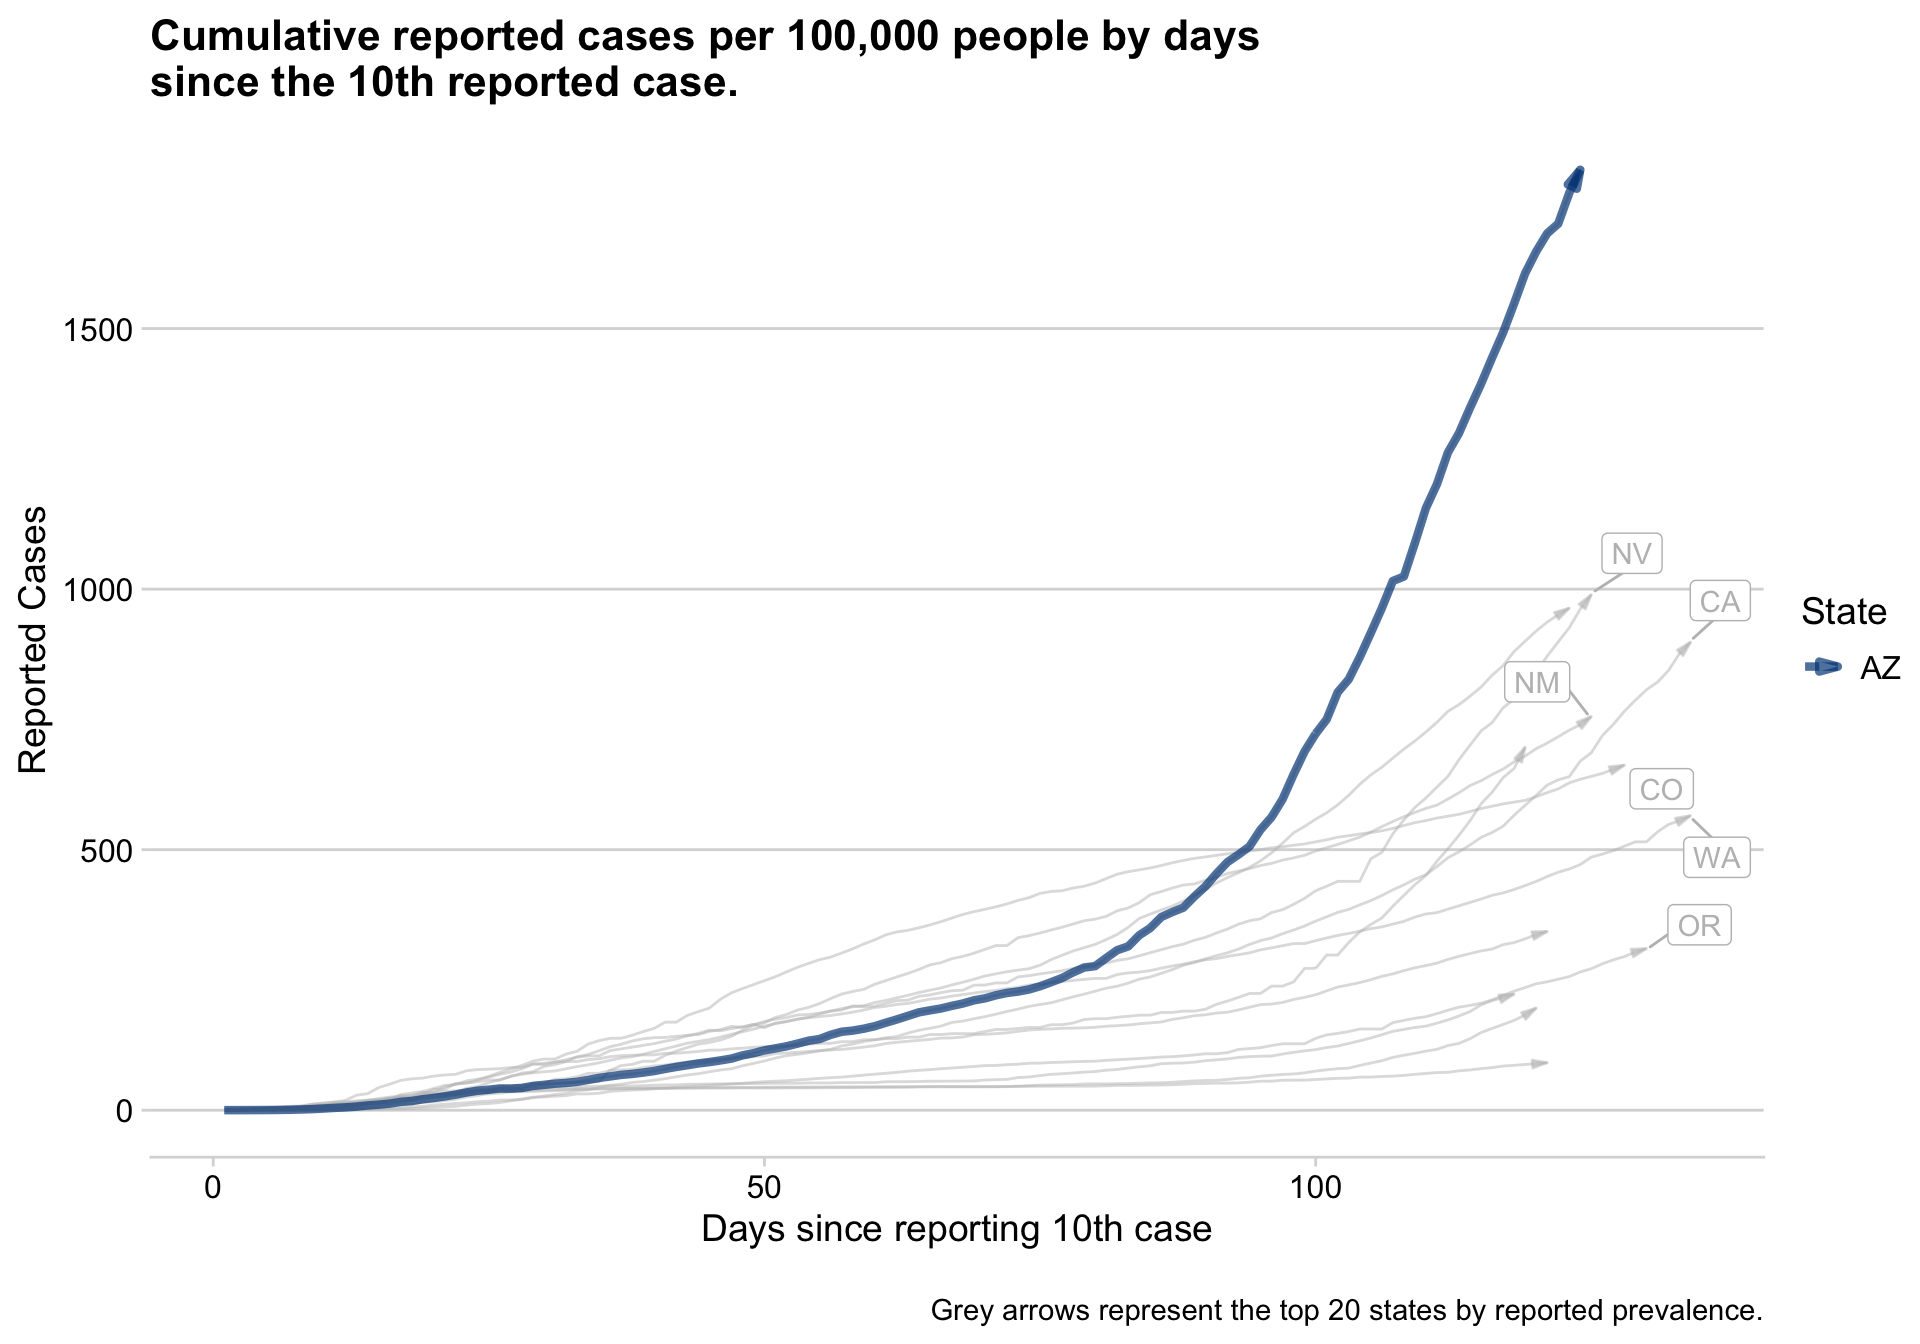 Cumulative reported cases per 100,000 people by days
since the 10th reported case.
Reported Cases
1500
1000
500
0
NV
CA
NM
CO
WA
OR
State
AZ
0
50
100
Days since reporting 10th case
Grey arrows represent the top 20 states by reported prevalence.